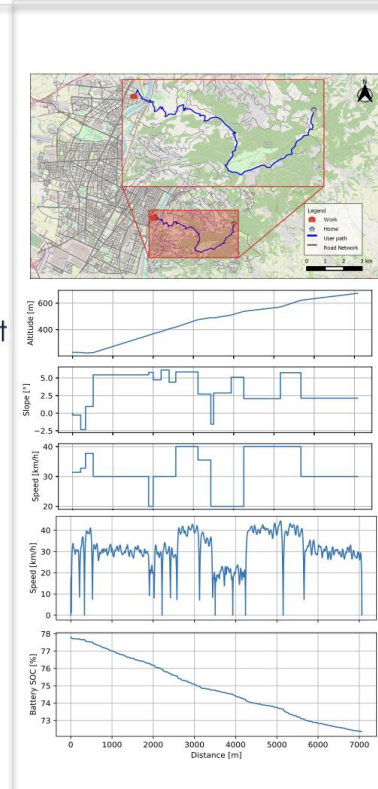 t
N
Legend
Work
Home
User path
Road Network
0 1 2 3 km
Altitude [m]
600
400
Slope [°]
5.0
2.5
0.0
−2.5
Speed [km/h]
40
30
20
Speed [km/h]
40
30
20
10
0
Battery SOC [%]
78
77
76
75
74
73
0 1000 2000 3000 4000 5000 6000 7000
Distance [m]